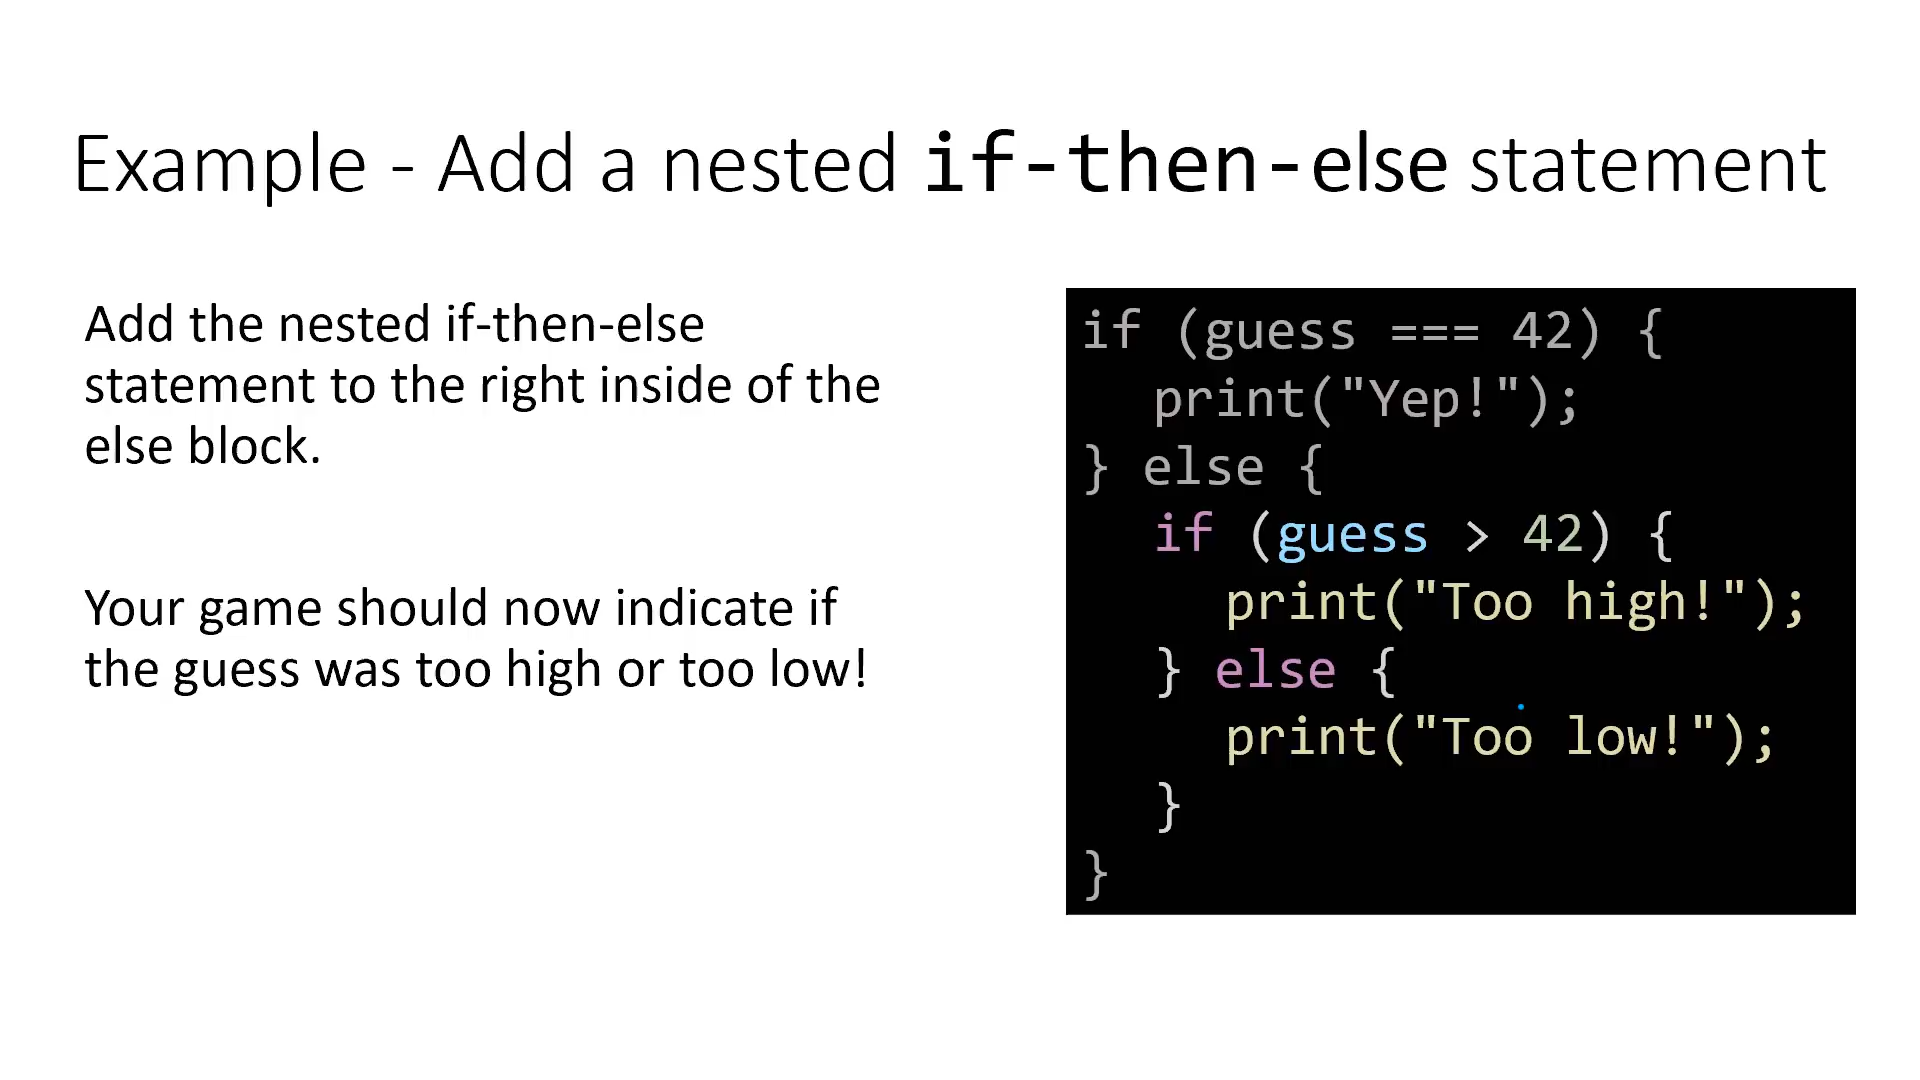 Example - Add a nested if-then-else statement
Add the nested if-then-else
statement to the right inside of the
else block.
Your game should now indicate if
the guess was too high or too low!
if (guess === 42) {
    print("Yep!");
} else {
    if (guess > 42) {
        print("Too high!");
    } else {
        print("Too low!");
    }
}